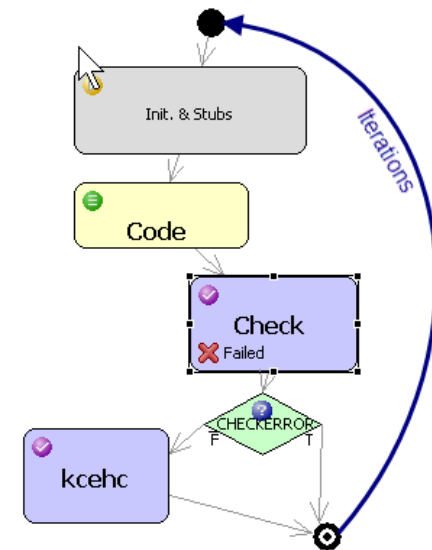 Init. & Stubs
Iterations
Code
Check
Failed
CHECKERROR
F
T
kcehc